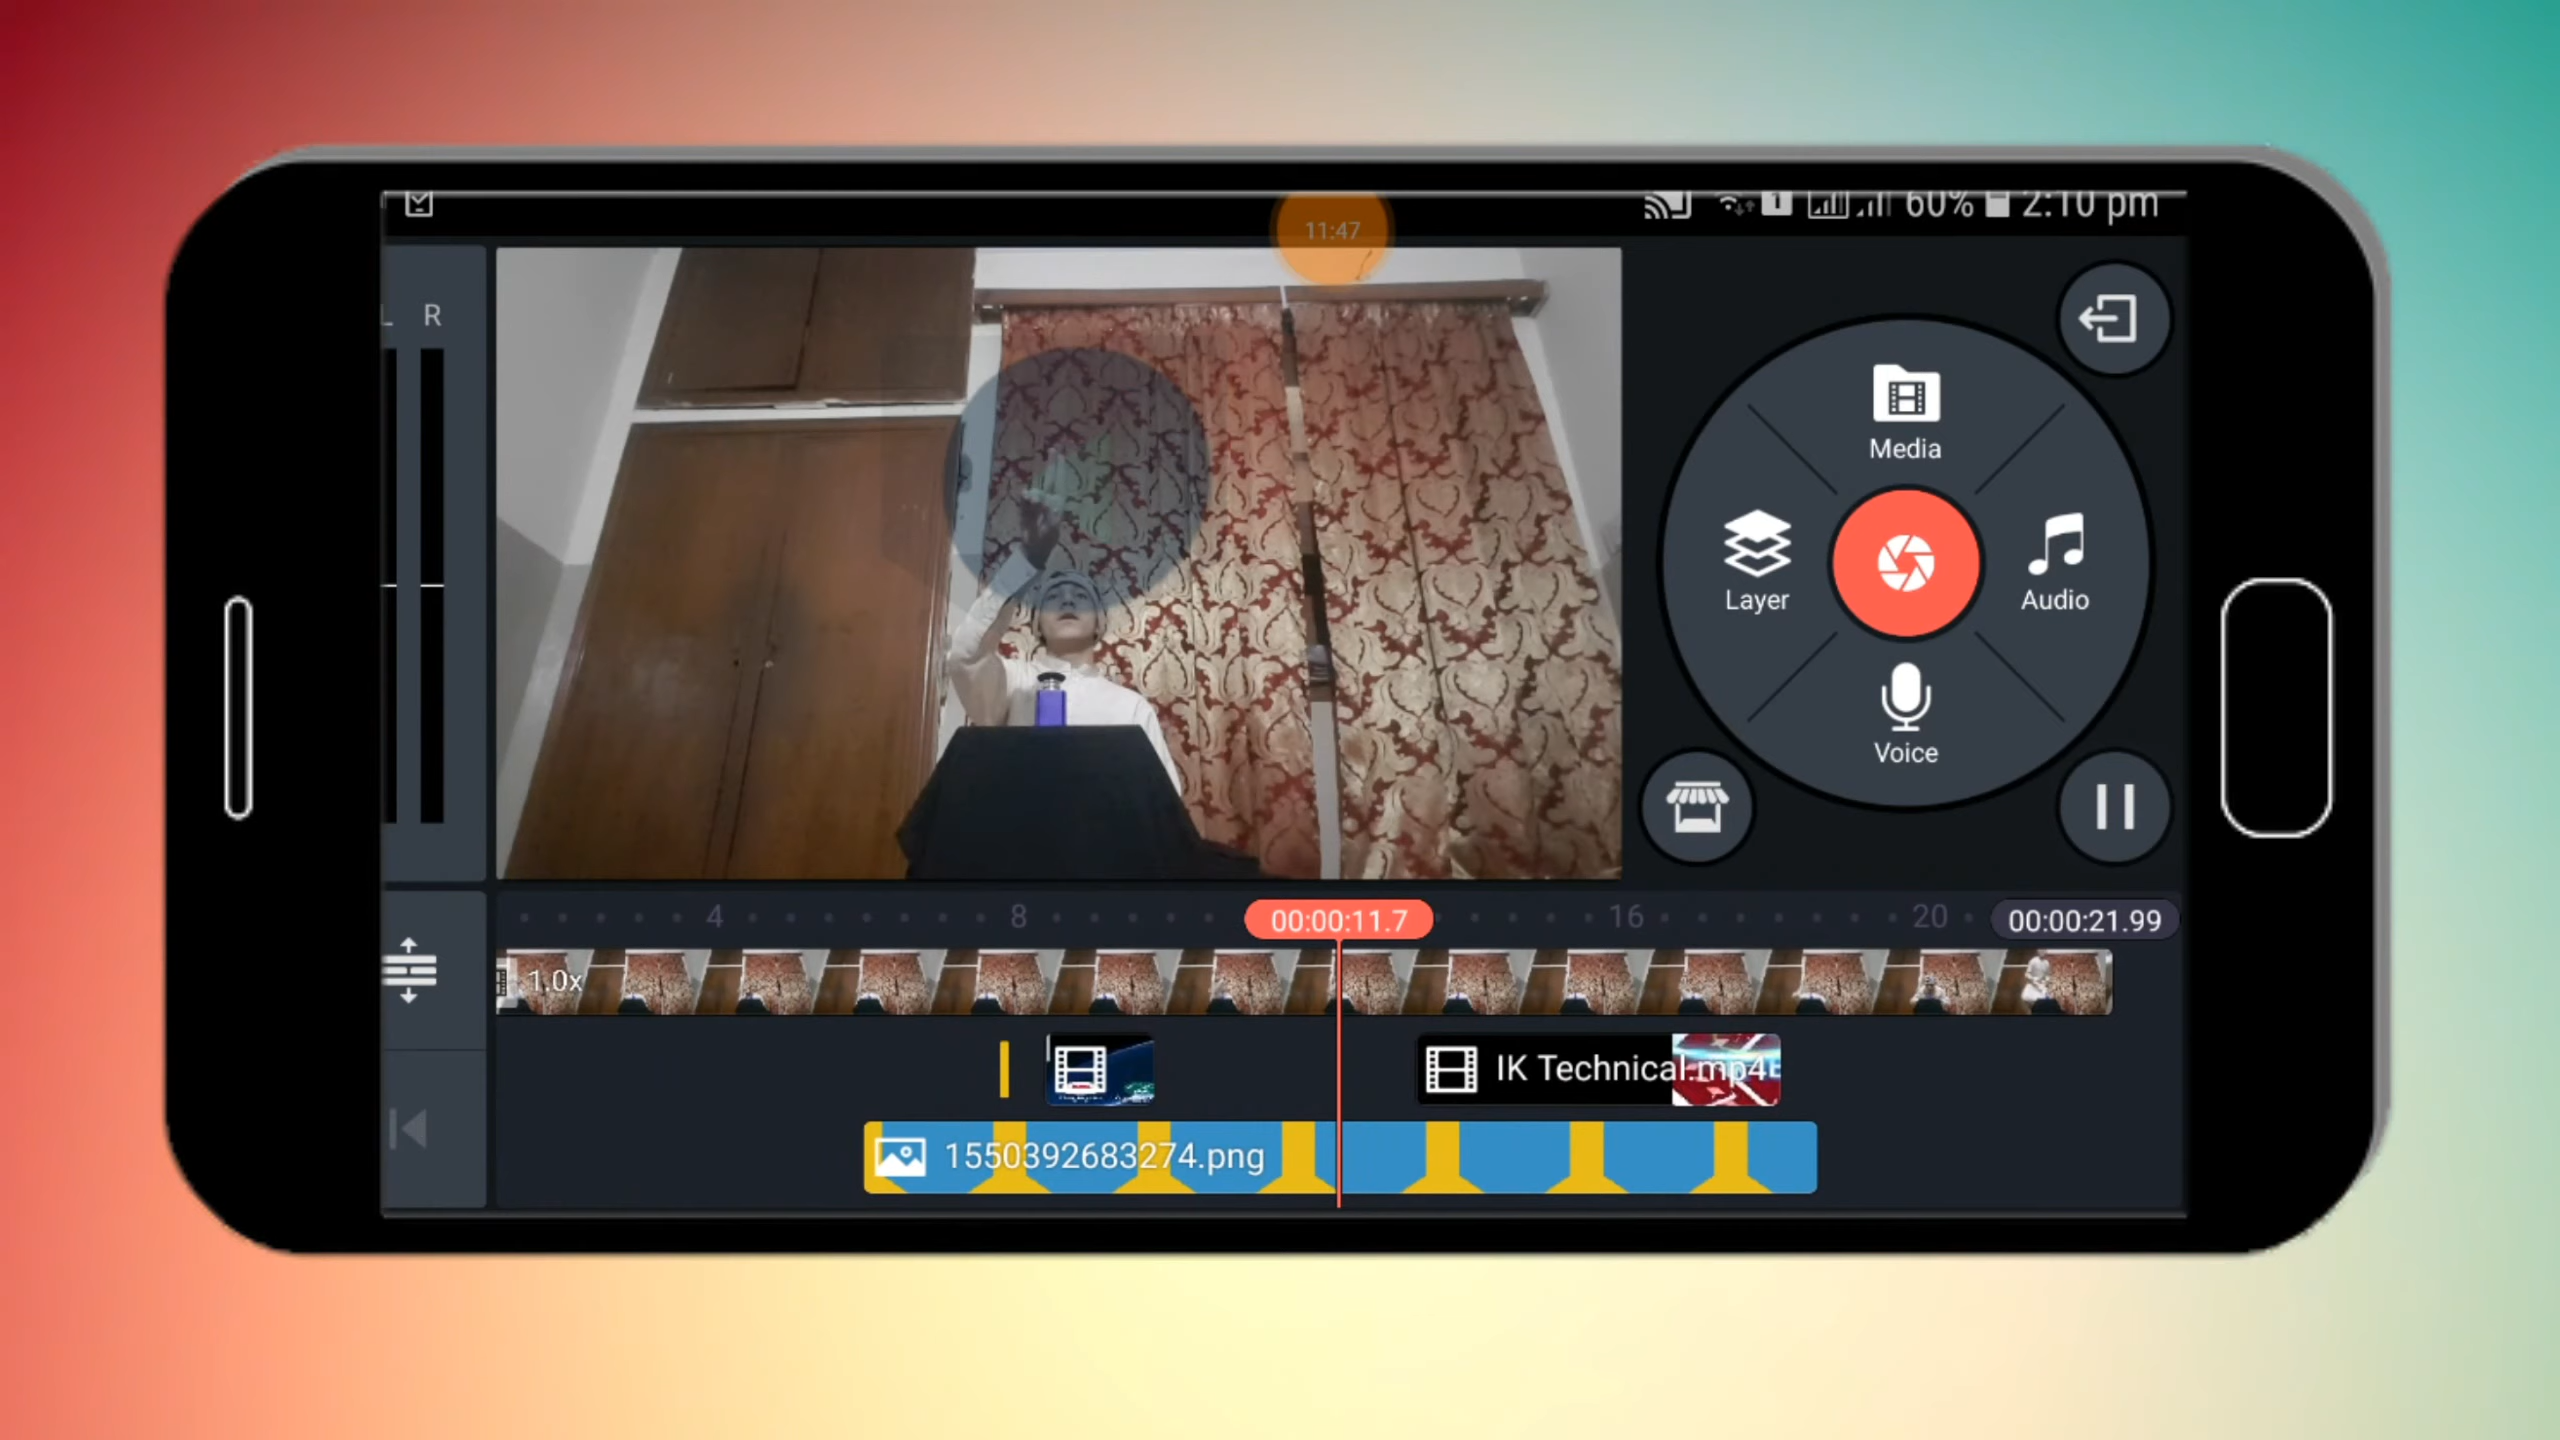 60% 2:10 pm
11:47
L R
Media
Layer
Audio
Voice
4 8 00:00:11.7 16 20 00:00:21.99
1.0x
IK Technical.mp4
1550392683274.png